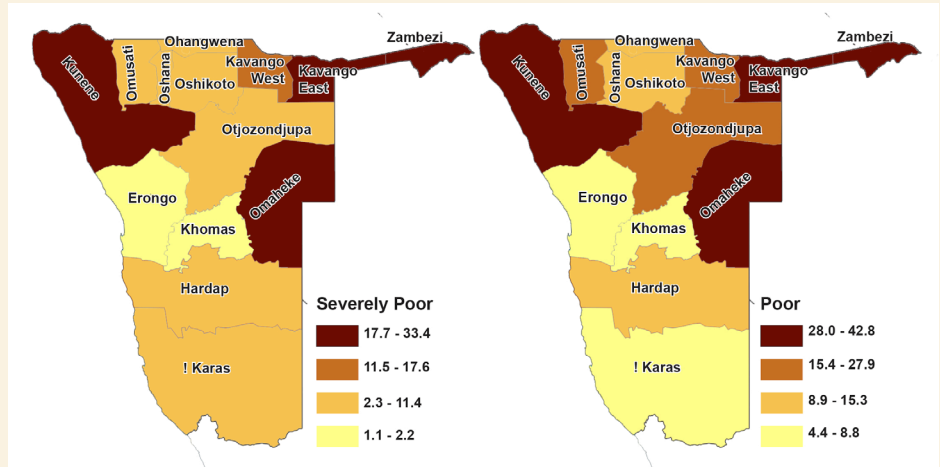 Zambezi
Ohangwena
Kunene
Omusati
Oshana
Oshikoto
Kavango
West
Kavango
East
Otjozondjupa
Erongo
Omaheke
Khomas
Hardap
! Karas
Severely Poor
17.7 - 33.4
11.5 - 17.6
2.3 - 11.4
1.1 - 2.2
Zambezi
Ohangwena
Kunene
Omusati
Oshana
Oshikoto
Kavango
West
Kavango
East
Otjozondjupa
Erongo
Omaheke
Khomas
Hardap
! Karas
Poor
28.0 - 42.8
15.4 - 27.9
8.9 - 15.3
4.4 - 8.8